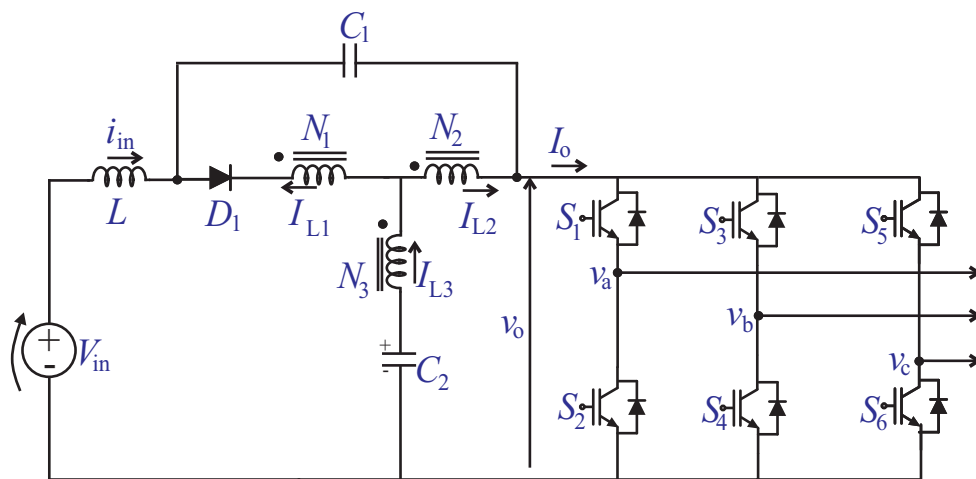 C1
iin
N1
N2
Io
L
D1
IL1
IL2
S1
S3
S5
N3
IL3
va
vb
vo
vc
+
-
Vin
+
-
C2
S2
S4
S6